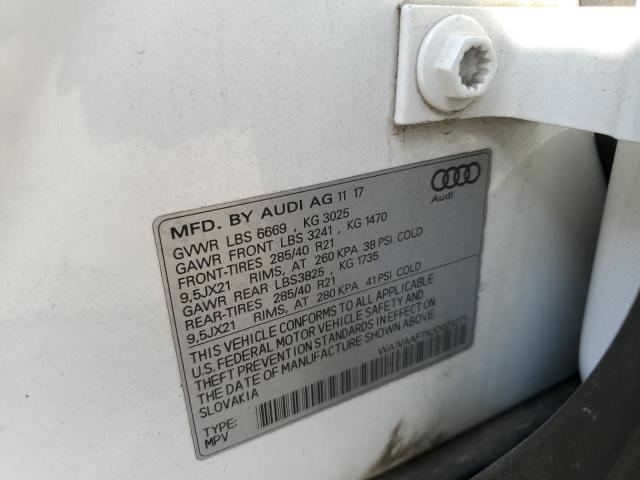 MFD. BY AUDI AG 11 17
Audi
GVWR LBS 6669 , KG 3025
GAWR FRONT LBS 3241 , KG 1470
FRONT-TIRES 285/40 R21
9,5JX21 RIMS, AT 260 KPA 38 PSI COLD
GAWR REAR LBS3825 , KG 1735
REAR-TIRES 285/40 R21
9,5JX21 RIMS, AT 280 KPA 41PSI COLD
THIS VEHICLE CONFORMS TO ALL APPLICABLE
U.S. FEDERAL MOTOR VEHICLE SAFETY AND
THEFT PREVENTION STANDARDS IN EFFECT ON
THE DATE OF MANUFACTURE SHOWN ABOVE.
SLOVAKIA
TYPE:
MPV